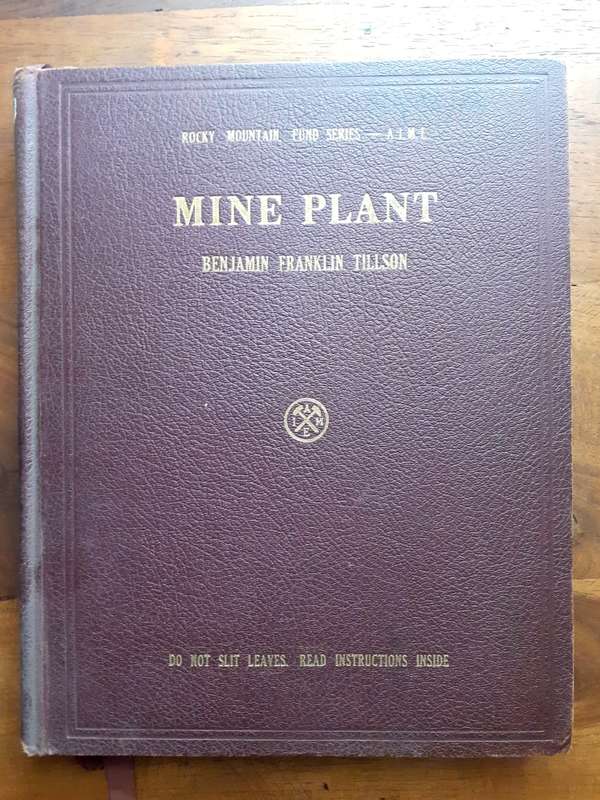 ROCKY MOUNTAIN FUND SERIES — A.I.M.E.
MINE PLANT
BENJAMIN FRANKLIN TILLSON
A
I M
E
DO NOT SLIT LEAVES. READ INSTRUCTIONS INSIDE